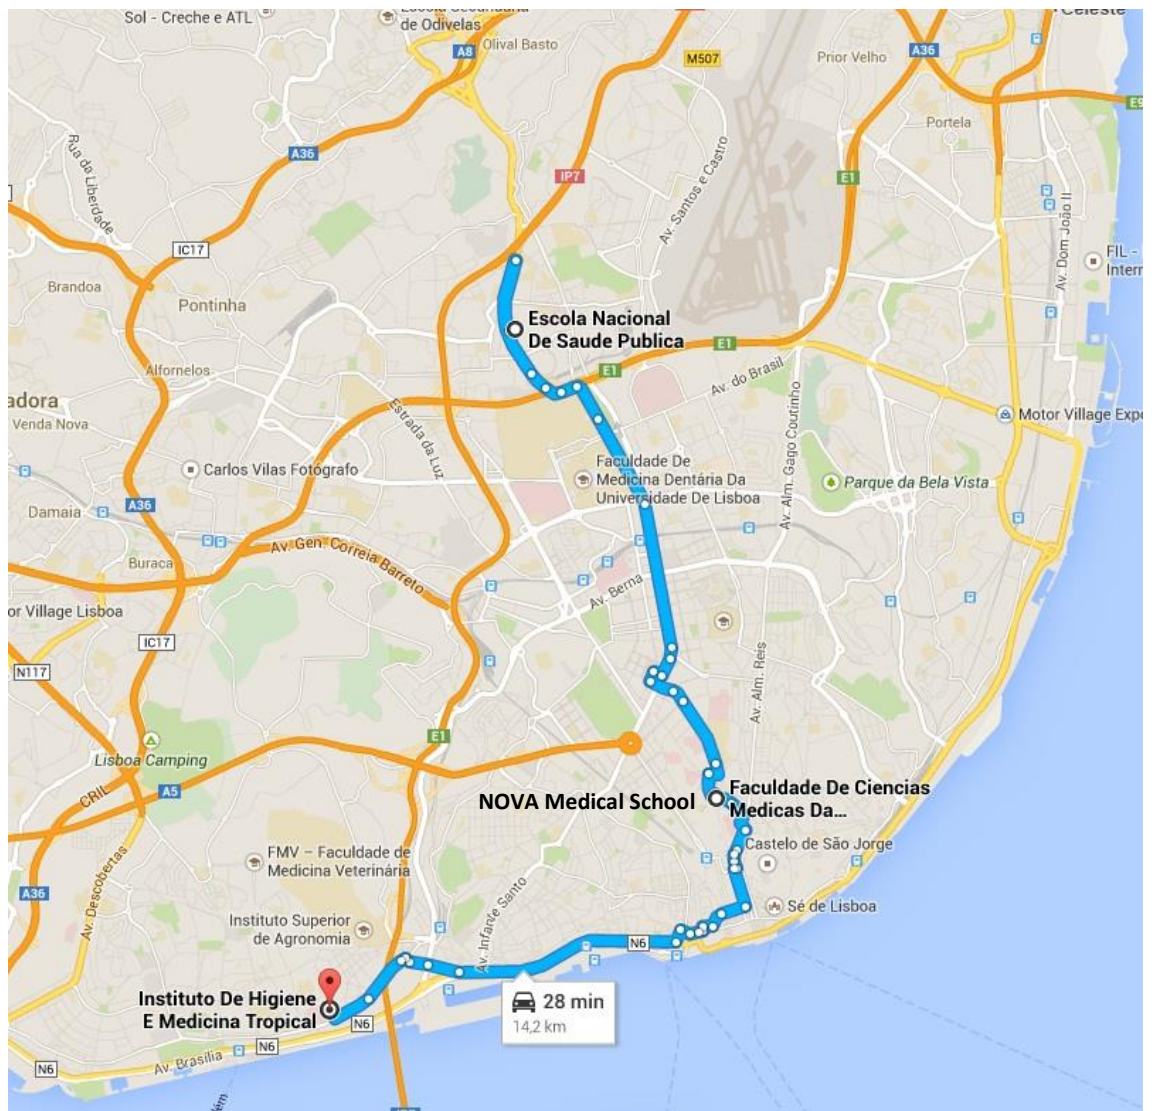 Sol - Creche e ATL
de Odivelas
Olival Basto
A8
M507
Prior Velho
A36
Celeste
Portela
Rua da Liberdade
A36
IP7
E1
Av. Santos e Castro
Av. Dom João II
IC17
FIL -
Brandoa
Pontinha
Escola Nacional
De Saude Publica
E1
Alfornelos
E1
Av. do Brasil
adora
Venda Nova
Estrada da Luz
Av. Alm. Gago Coutinho
Motor Village Expo
Carlos Vilas Fotógrafo
Faculdade De
Medicina Dentária Da
Universidade De Lisboa
Parque da Bela Vista
A36
Damaia
Av. Gen. Correia Barreto
Buraca
Av. Berna
or Village Lisboa
IC17
N117
Av. Alm. Reis
E1
Lisboa Camping
CRIL
A5
NOVA Medical School
Faculdade De Ciencias
Medicas Da...
Castelo de São Jorge
FMV – Faculdade de
Medicina Veterinária
A36
Av. Descobertas
Av. Infante Santo
Sé de Lisboa
Instituto Superior
de Agronomia
N6
Instituto De Higiene
E Medicina Tropical
28 min
14,2 km
N6
N6
Av. Brasília
N6